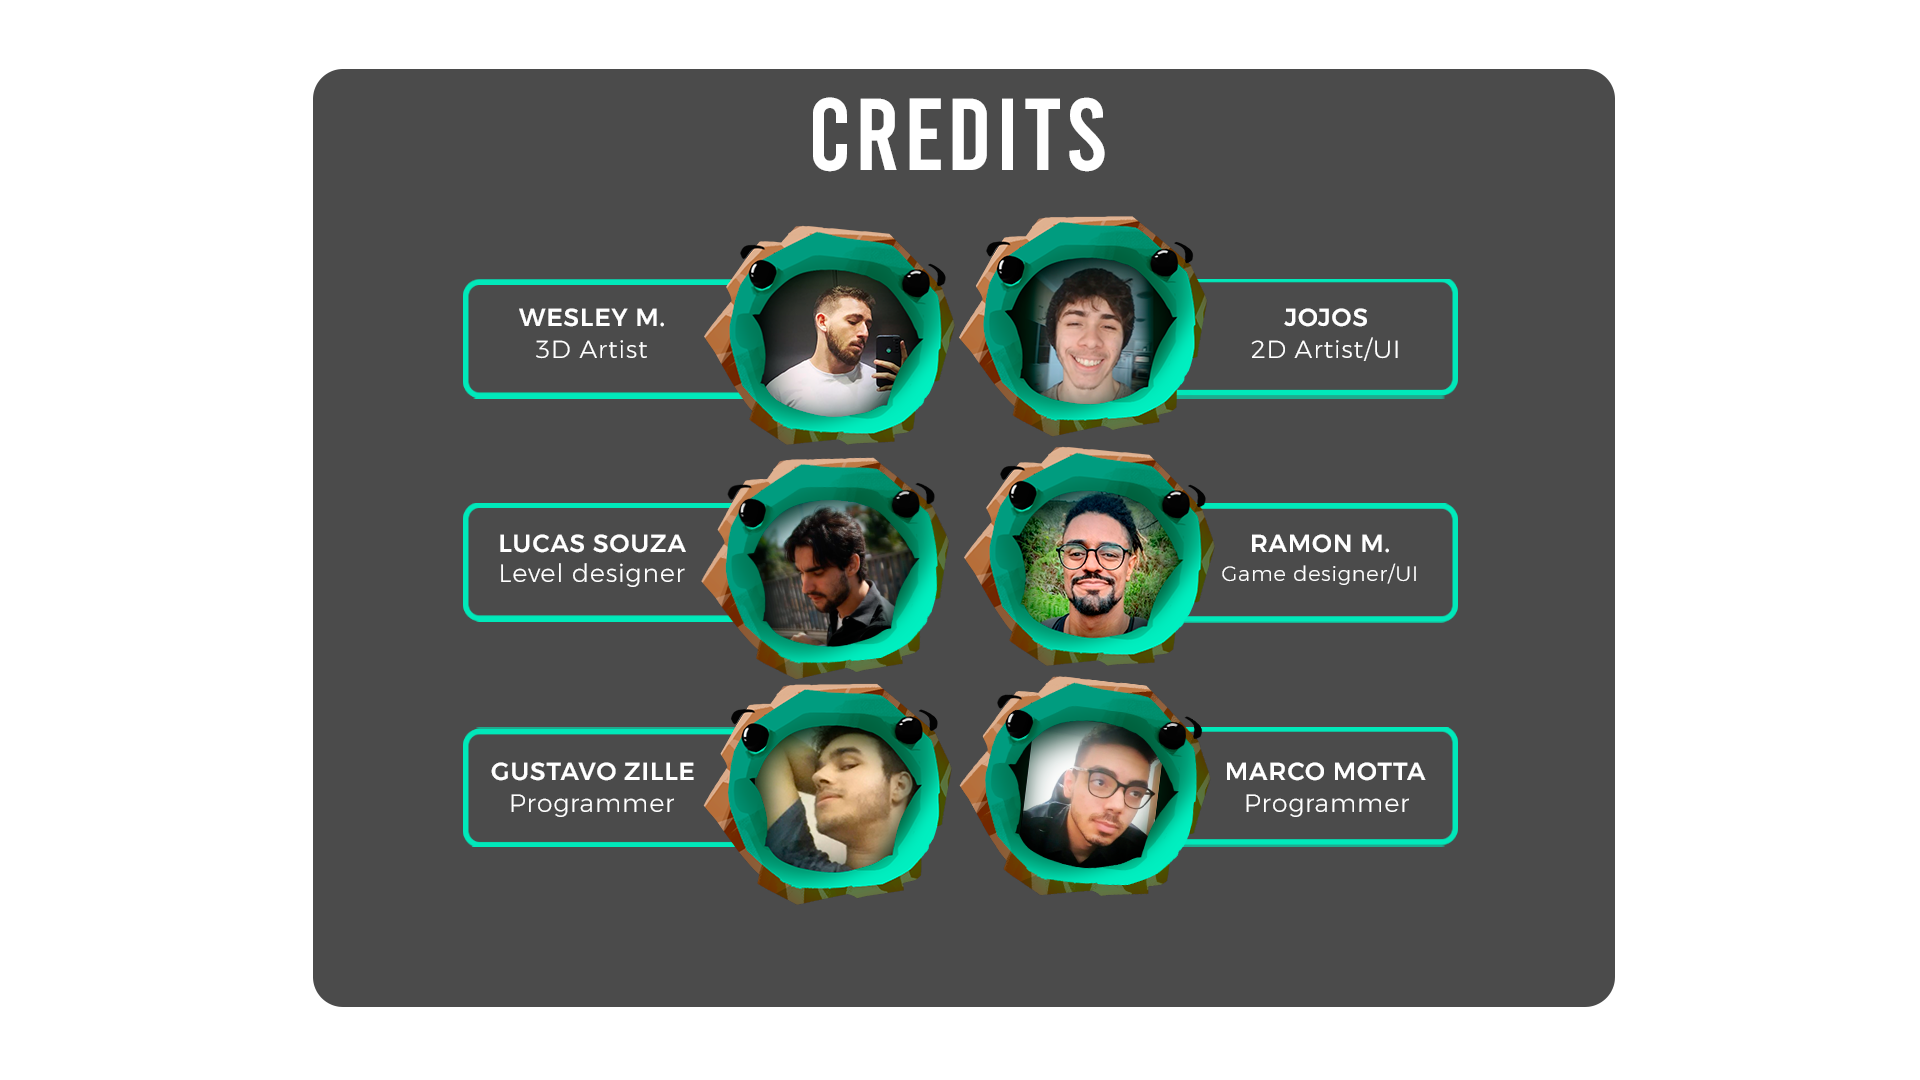 CREDITS
WESLEY M.
3D Artist
JOJOS
2D Artist/UI
LUCAS SOUZA
Level designer
RAMON M.
Game designer/UI
GUSTAVO ZILLE
Programmer
MARCO MOTTA
Programmer